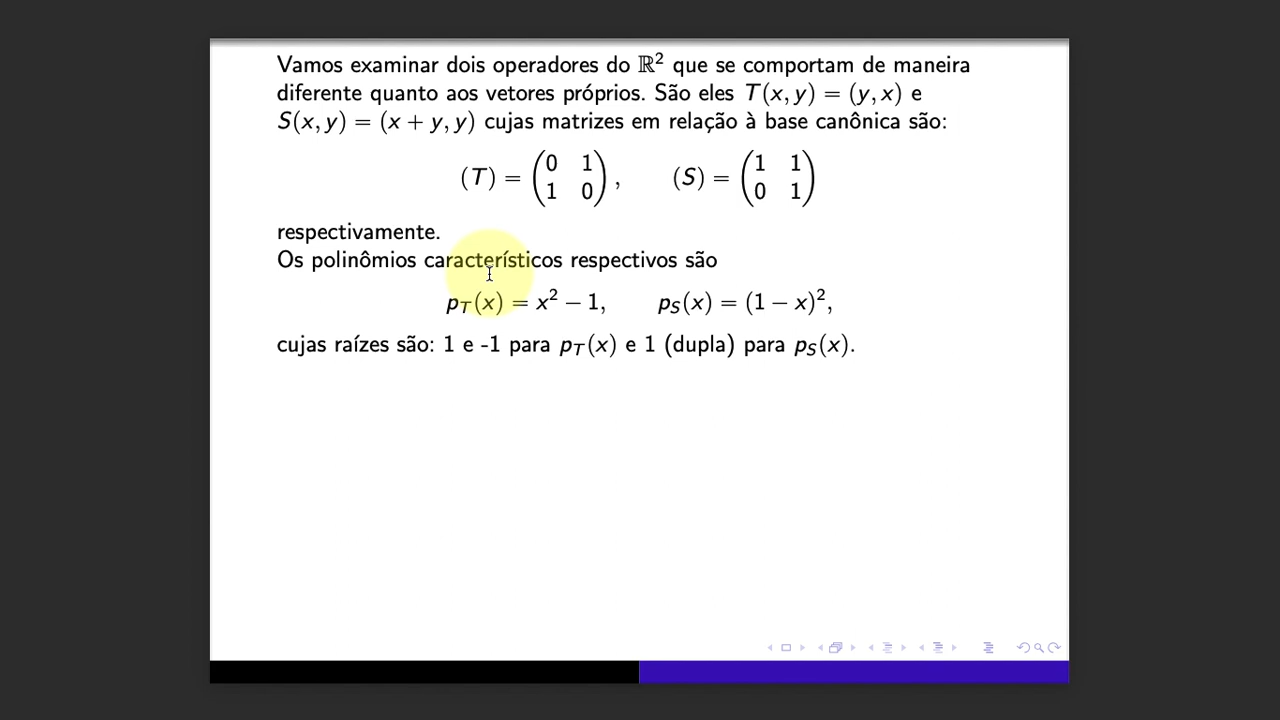 Vamos examinar dois operadores do ℝ² que se comportam de maneira
diferente quanto aos vetores próprios. São eles T(x, y) = (y, x) e
S(x, y) = (x + y, y) cujas matrizes em relação à base canônica são:
(T) = (0 1; 1 0), (S) = (1 1; 0 1)
respectivamente.
Os polinômios característicos respectivos são
p_T(x) = x² − 1, p_S(x) = (1 − x)²,
cujas raízes são: 1 e -1 para p_T(x) e 1 (dupla) para p_S(x).